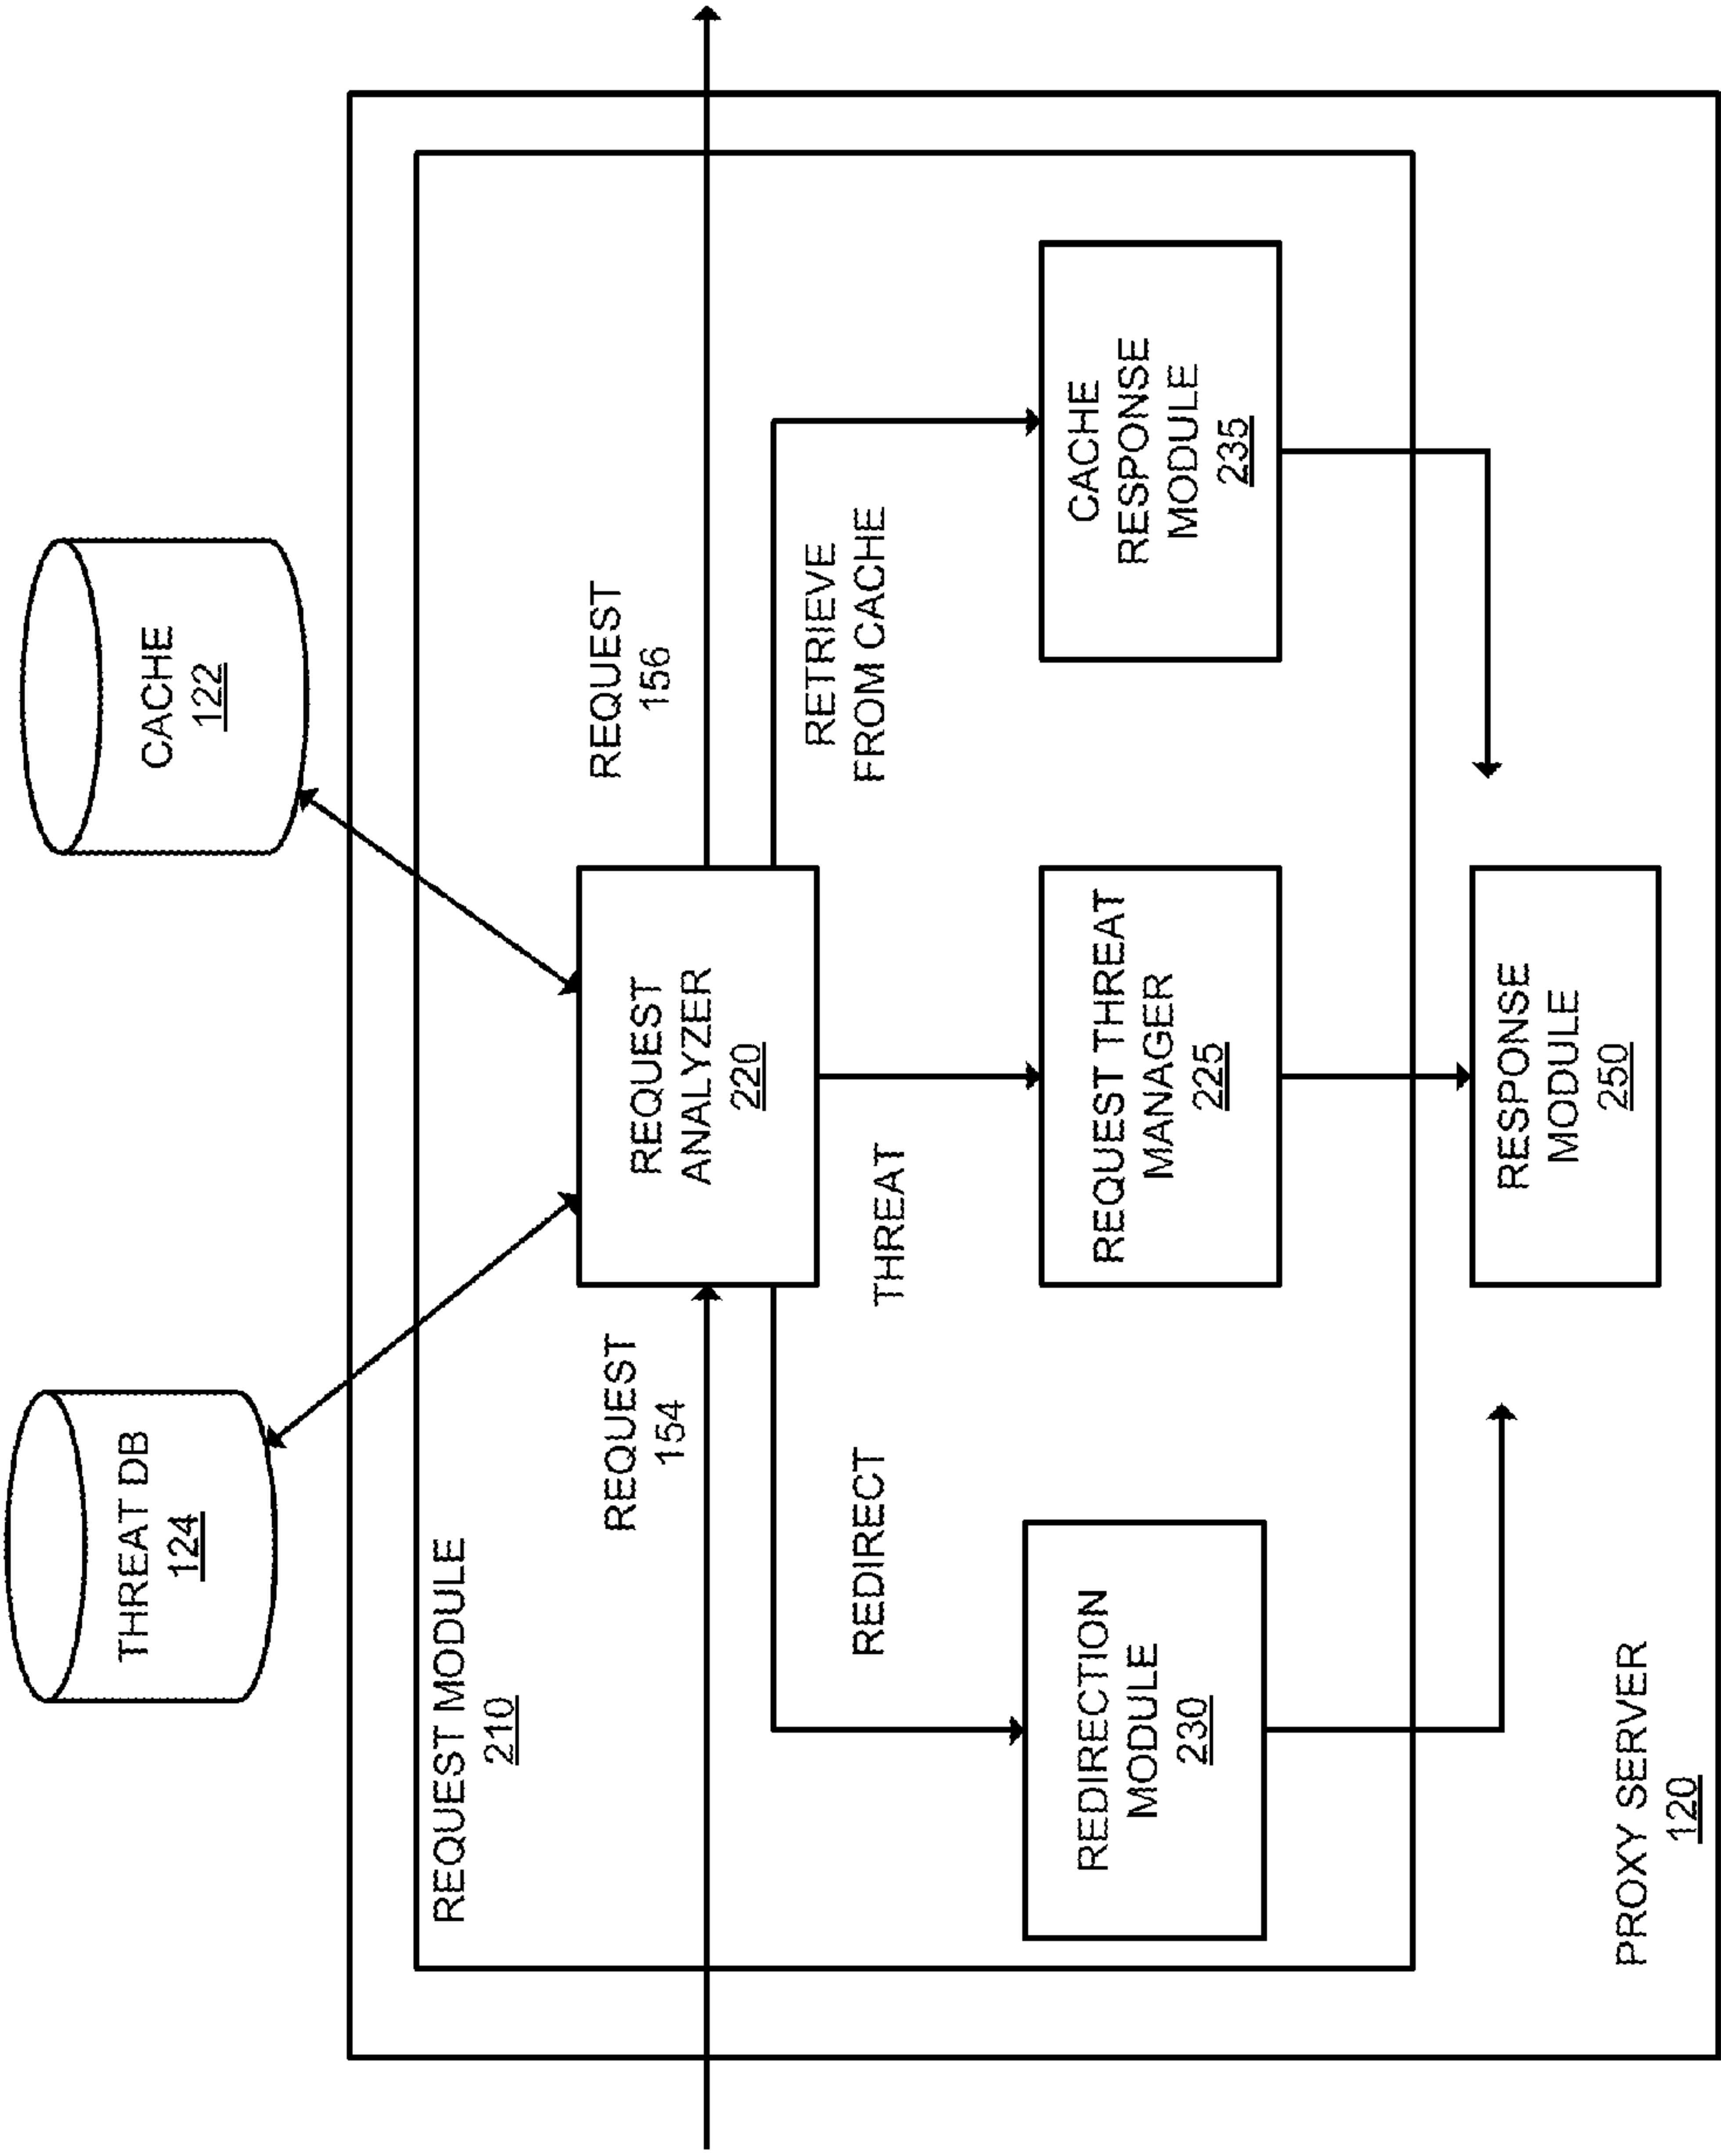 THREAT DB
124
CACHE
122
REQUEST MODULE
210
REQUEST
154
REQUEST
ANALYZER
220
REQUEST
156
REDIRECT
THREAT
RETRIEVE
FROM CACHE
REDIRECTION
MODULE
230
REQUEST THREAT
MANAGER
225
CACHE
RESPONSE
MODULE
235
RESPONSE
MODULE
250
PROXY SERVER
120